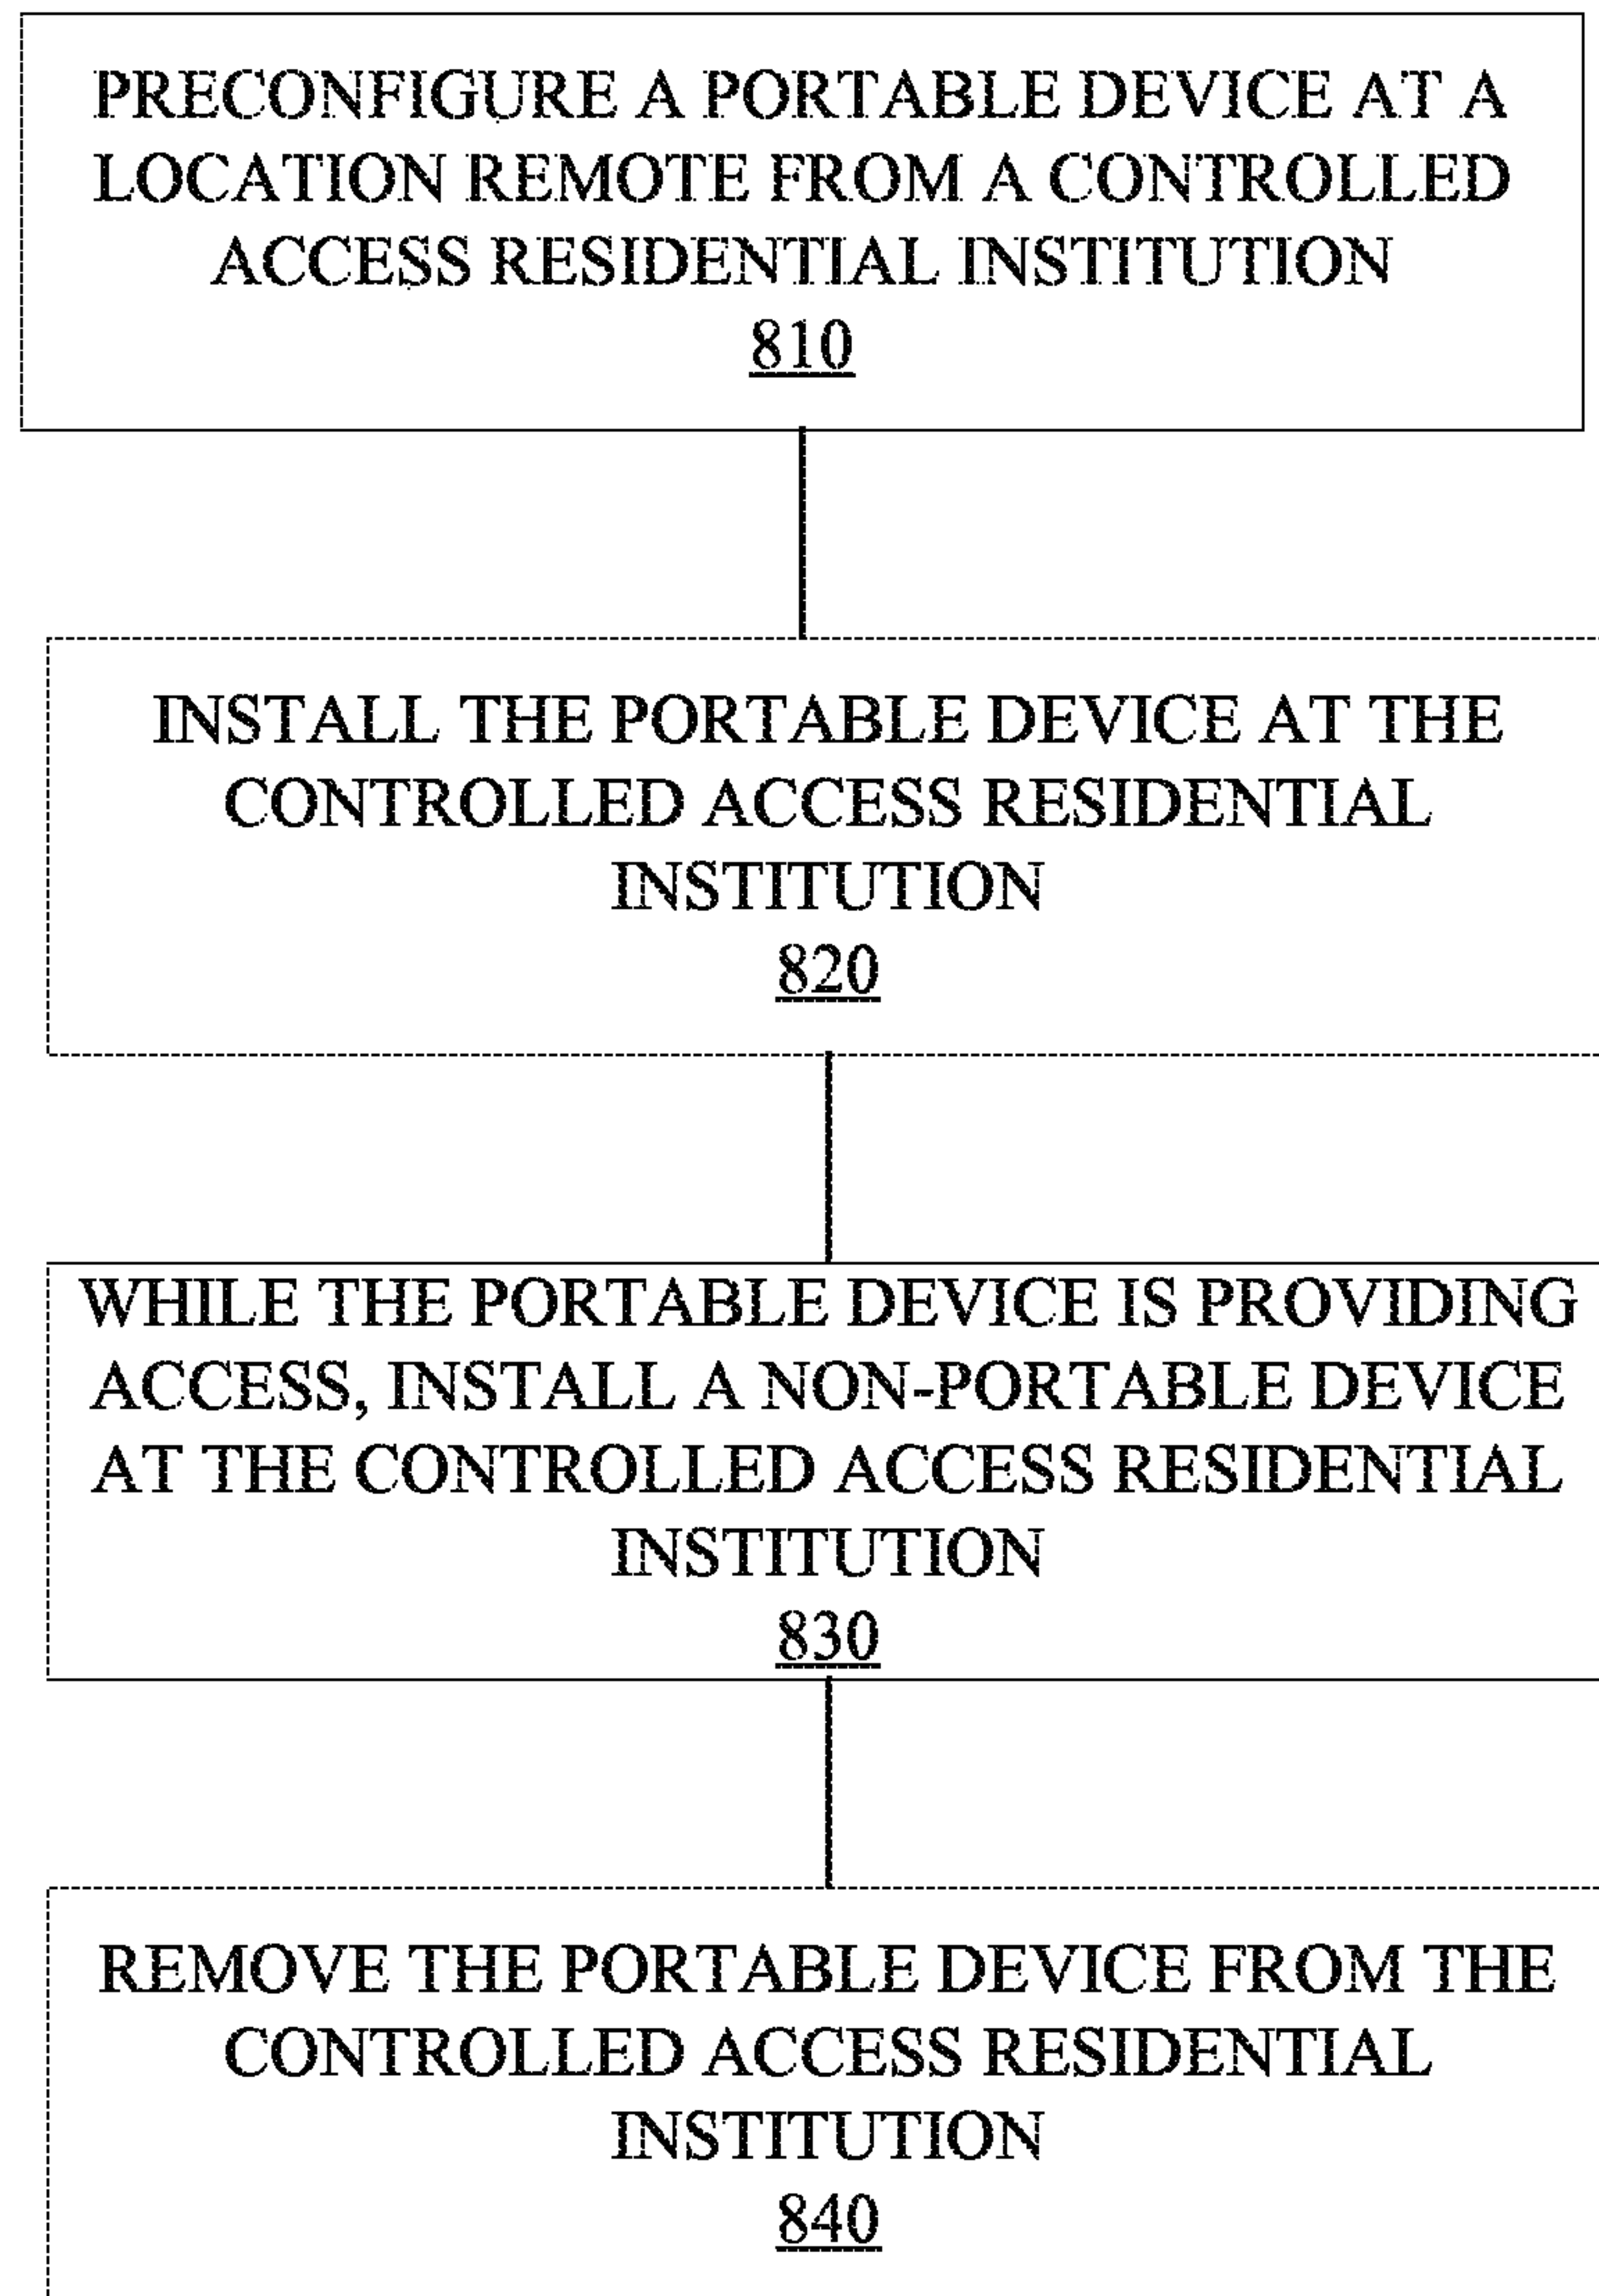 PRECONFIGURE A PORTABLE DEVICE AT A
LOCATION REMOTE FROM A CONTROLLED
ACCESS RESIDENTIAL INSTITUTION
810
INSTALL THE PORTABLE DEVICE AT THE
CONTROLLED ACCESS RESIDENTIAL
INSTITUTION
820
WHILE THE PORTABLE DEVICE IS PROVIDING
ACCESS, INSTALL A NON-PORTABLE DEVICE
AT THE CONTROLLED ACCESS RESIDENTIAL
INSTITUTION
830
REMOVE THE PORTABLE DEVICE FROM THE
CONTROLLED ACCESS RESIDENTIAL
INSTITUTION
840